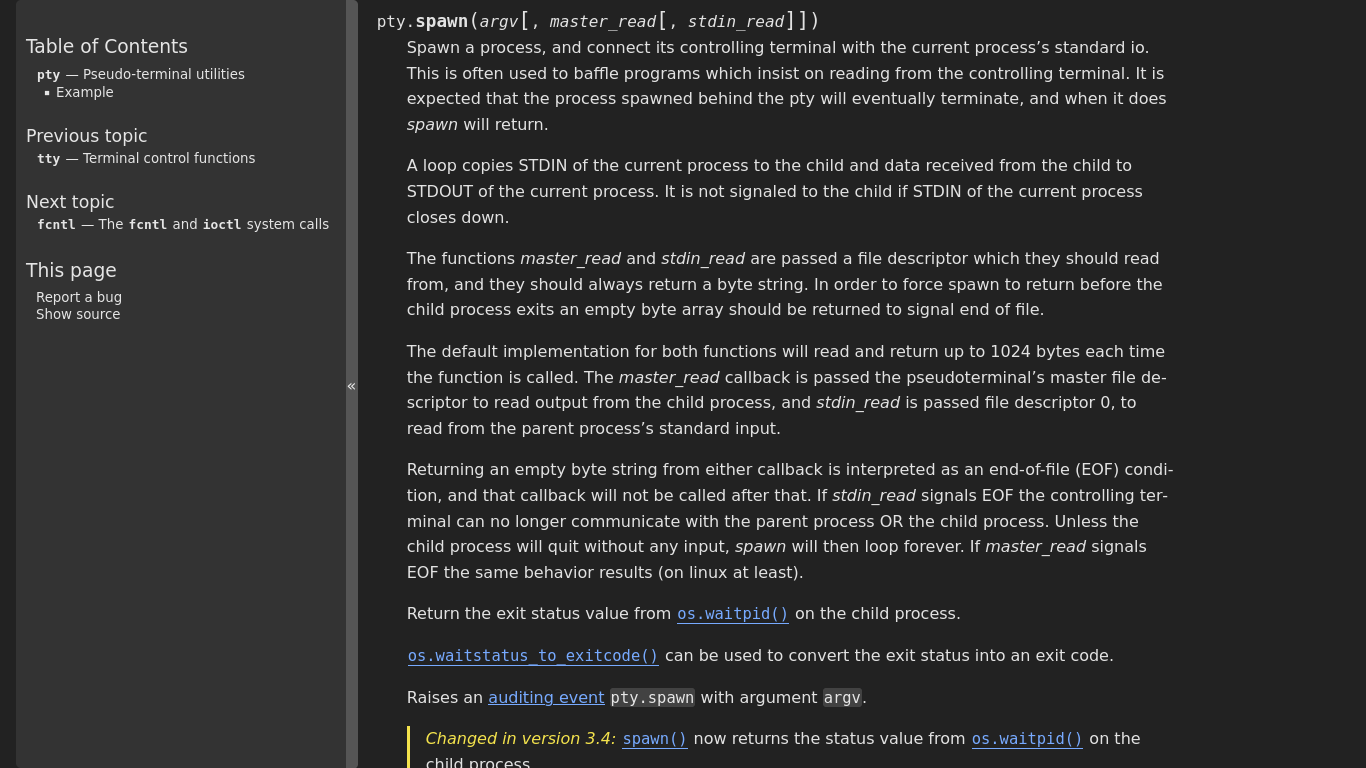 Table of Contents
pty — Pseudo-terminal utilities
▪ Example
Previous topic
tty — Terminal control functions
Next topic
fcntl — The fcntl and ioctl system calls
This page
Report a bug
Show source
«
pty.spawn(argv[, master_read[, stdin_read]])
Spawn a process, and connect its controlling terminal with the current process’s standard io.
This is often used to baffle programs which insist on reading from the controlling terminal. It is
expected that the process spawned behind the pty will eventually terminate, and when it does
spawn will return.
A loop copies STDIN of the current process to the child and data received from the child to
STDOUT of the current process. It is not signaled to the child if STDIN of the current process
closes down.
The functions master_read and stdin_read are passed a file descriptor which they should read
from, and they should always return a byte string. In order to force spawn to return before the
child process exits an empty byte array should be returned to signal end of file.
The default implementation for both functions will read and return up to 1024 bytes each time
the function is called. The master_read callback is passed the pseudoterminal’s master file de-
scriptor to read output from the child process, and stdin_read is passed file descriptor 0, to
read from the parent process’s standard input.
Returning an empty byte string from either callback is interpreted as an end-of-file (EOF) condi-
tion, and that callback will not be called after that. If stdin_read signals EOF the controlling ter-
minal can no longer communicate with the parent process OR the child process. Unless the
child process will quit without any input, spawn will then loop forever. If master_read signals
EOF the same behavior results (on linux at least).
Return the exit status value from os.waitpid() on the child process.
os.waitstatus_to_exitcode() can be used to convert the exit status into an exit code.
Raises an auditing event pty.spawn with argument argv.
Changed in version 3.4: spawn() now returns the status value from os.waitpid() on the
child process.